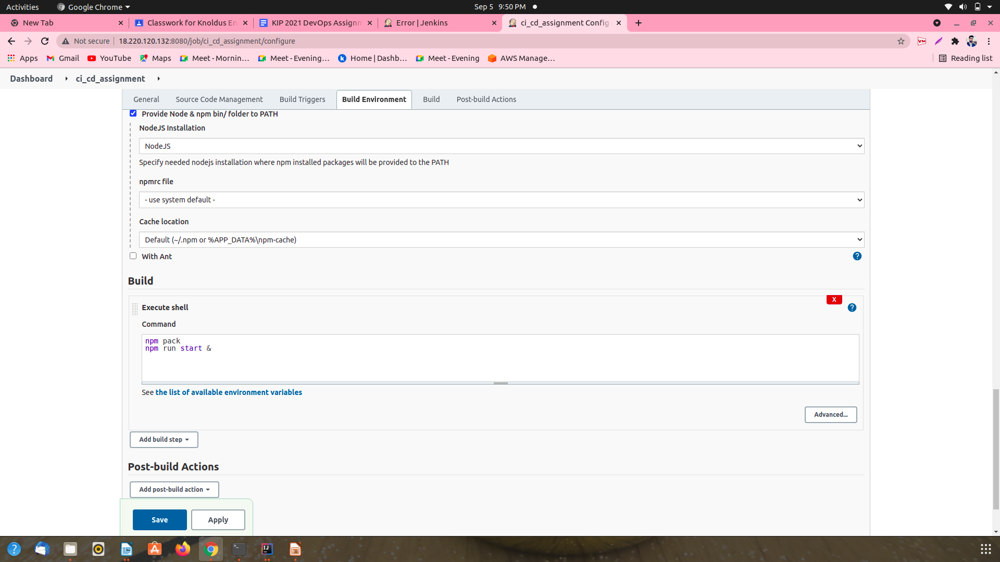 Activities Google Chrome Sep 5 9:50 PM
New Tab Classwork for Knoldus En KIP 2021 DevOps Assignm Error | Jenkins ci_cd_assignment Config
Not secure 18.220.120.132:8080/job/ci_cd_assignment/configure
Apps Gmail YouTube Maps Meet - Mornin... Meet - Evening... Home | Dashb... Meet - Evening AWS Manage... Reading list
Dashboard ci_cd_assignment
General Source Code Management Build Triggers Build Environment Build Post-build Actions
Provide Node & npm bin/ folder to PATH
NodeJS Installation
NodeJS
Specify needed nodejs installation where npm installed packages will be provided to the PATH
npmrc file
- use system default -
Cache location
Default (~/.npm or %APP_DATA%\npm-cache)
With Ant ?
Build
X
Execute shell ?
Command
npm pack
npm run start &
See the list of available environment variables
Advanced...
Add build step
Post-build Actions
Add post-build action
Save Apply